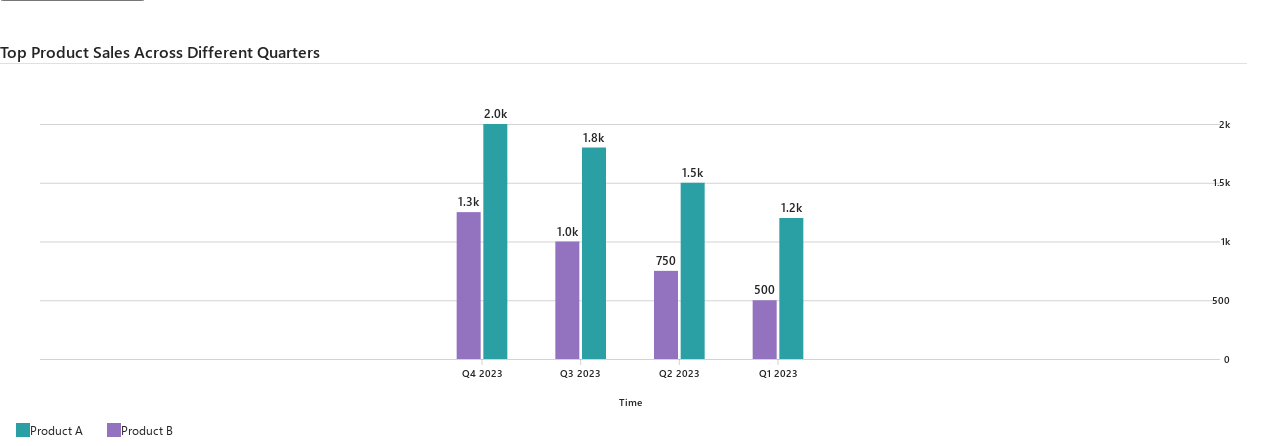 Top Product Sales Across Different Quarters
2.0k
1.8k
1.5k
1.2k
1.3k
1.0k
750
500
2k
1.5k
1k
500
0
Q4 2023 Q3 2023 Q2 2023 Q1 2023
Time
Product A Product B